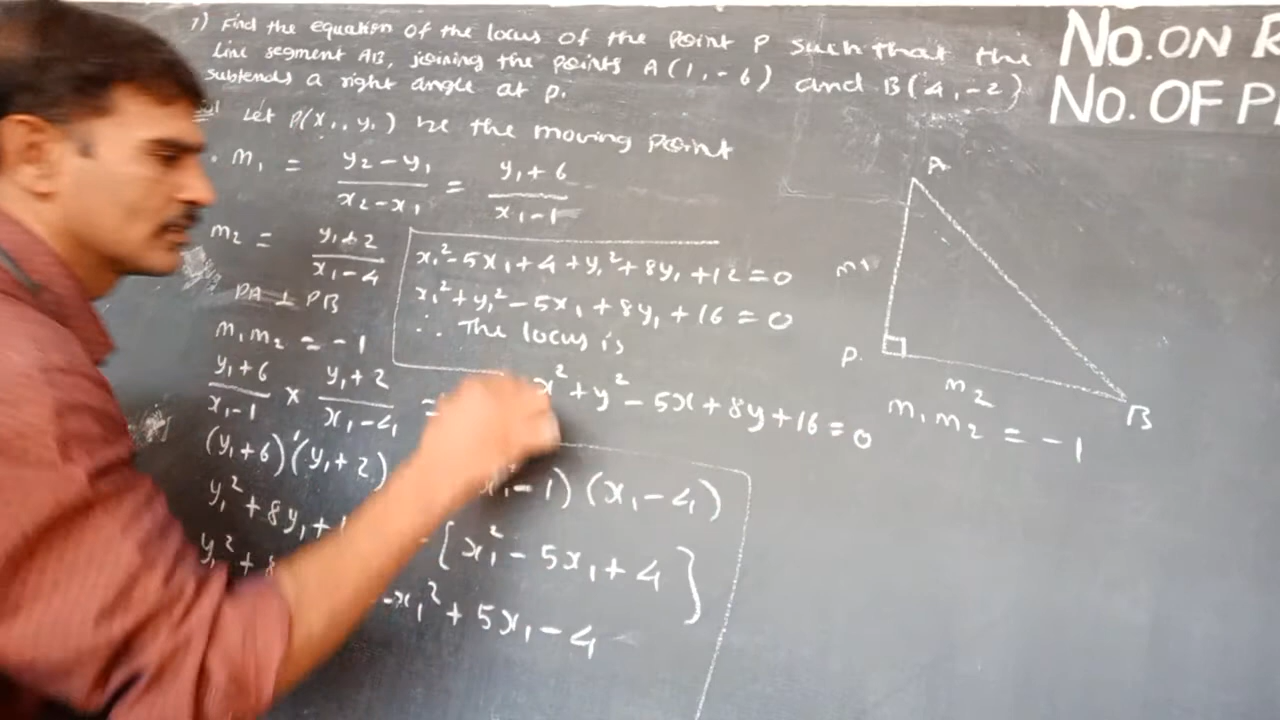 7) Find the equation of the locus of the point P such that the
line segment AB, joining the points A(1,-6) and B(4,-2)
subtends a right angle at P.
Sol Let P(x₁, y₁) be the moving point
m₁ = (y₂-y₁)/(x₂-x₁) = (y₁+6)/(x₁-1)
m₂ = (y₁+2)/(x₁-4)
PA ⊥ PB
m₁m₂ = -1
(y₁+6)/(x₁-1) × (y₁+2)/(x₁-4) =
(y₁+6)(y₁+2) x₁-1)(x₁-4)
y₁²+8y₁+1 -[x₁²-5x₁+4]
y₁²+8 -x₁²+5x₁-4
x₁²-5x₁+4+y₁²+8y₁+12=0
x₁²+y₁²-5x₁+8y₁+16=0
∴ The locus is
x²+y²-5x+8y+16=0
A
m₁
P
m₂
B
m₁m₂ = -1
No. ON R
No. OF P